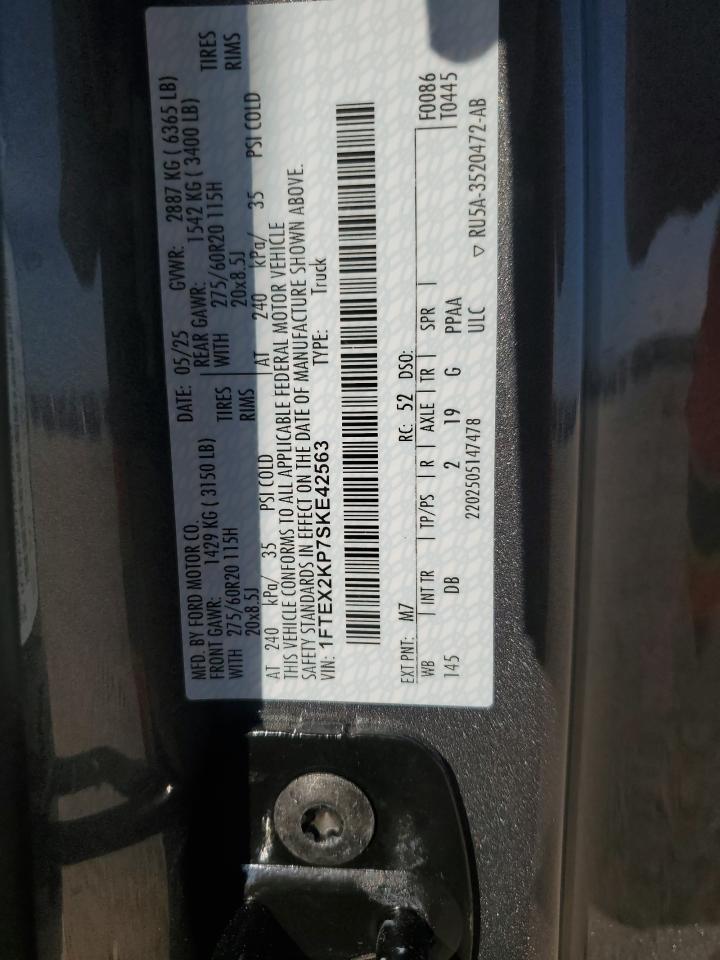 MFD. BY FORD MOTOR CO. DATE: 05/25 GVWR: 2887 KG ( 6365 LB)
FRONT GAWR: 1429 KG ( 3150 LB) REAR GAWR: 1542 KG ( 3400 LB)
WITH 275/60R20 115H TIRES WITH 275/60R20 115H TIRES
20x8.5J RIMS 20x8.5J RIMS
AT 240 kPa/ 35 PSI COLD AT 240 kPa/ 35 PSI COLD
THIS VEHICLE CONFORMS TO ALL APPLICABLE FEDERAL MOTOR VEHICLE
SAFETY STANDARDS IN EFFECT ON THE DATE OF MANUFACTURE SHOWN ABOVE.
VIN: 1FTEX2KP7SKE42563 TYPE: Truck
F0086
EXT PNT: M7 RC: 52 DSO: T0445
WB INT TR TP/PS R AXLE TR SPR
145 DB 2 19 G PPAA
2202505147478 ULC ▽ RU5A-3520472-AB